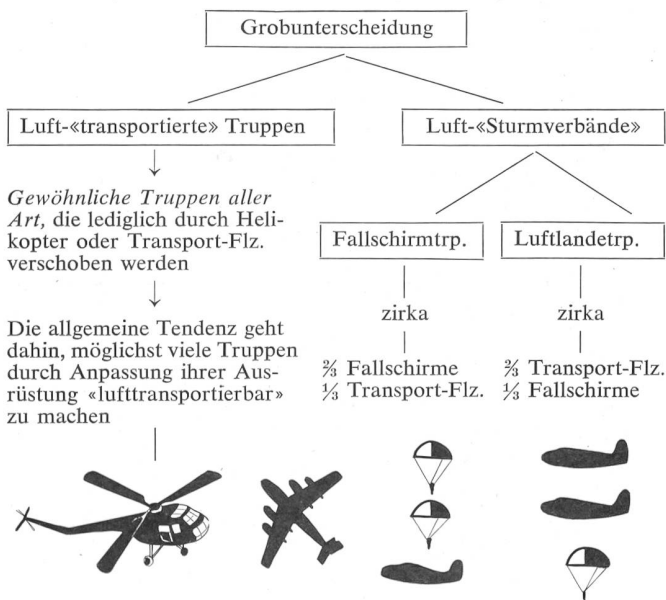 Grobunterscheidung
Luft-«transportierte» Truppen
Gewöhnliche Truppen aller
Art, die lediglich durch Heli-
kopter oder Transport-Flz.
verschoben werden
Die allgemeine Tendenz geht
dahin, möglichst viele Truppen
durch Anpassung ihrer Aus-
rüstung «lufttransportierbar»
zu machen
Luft-«Sturmverbände»
Fallschirmtrp.
zirka
⅔ Fallschirme
⅓ Transport-Flz.
Luftlandetrp.
zirka
⅔ Transport-Flz.
⅓ Fallschirme